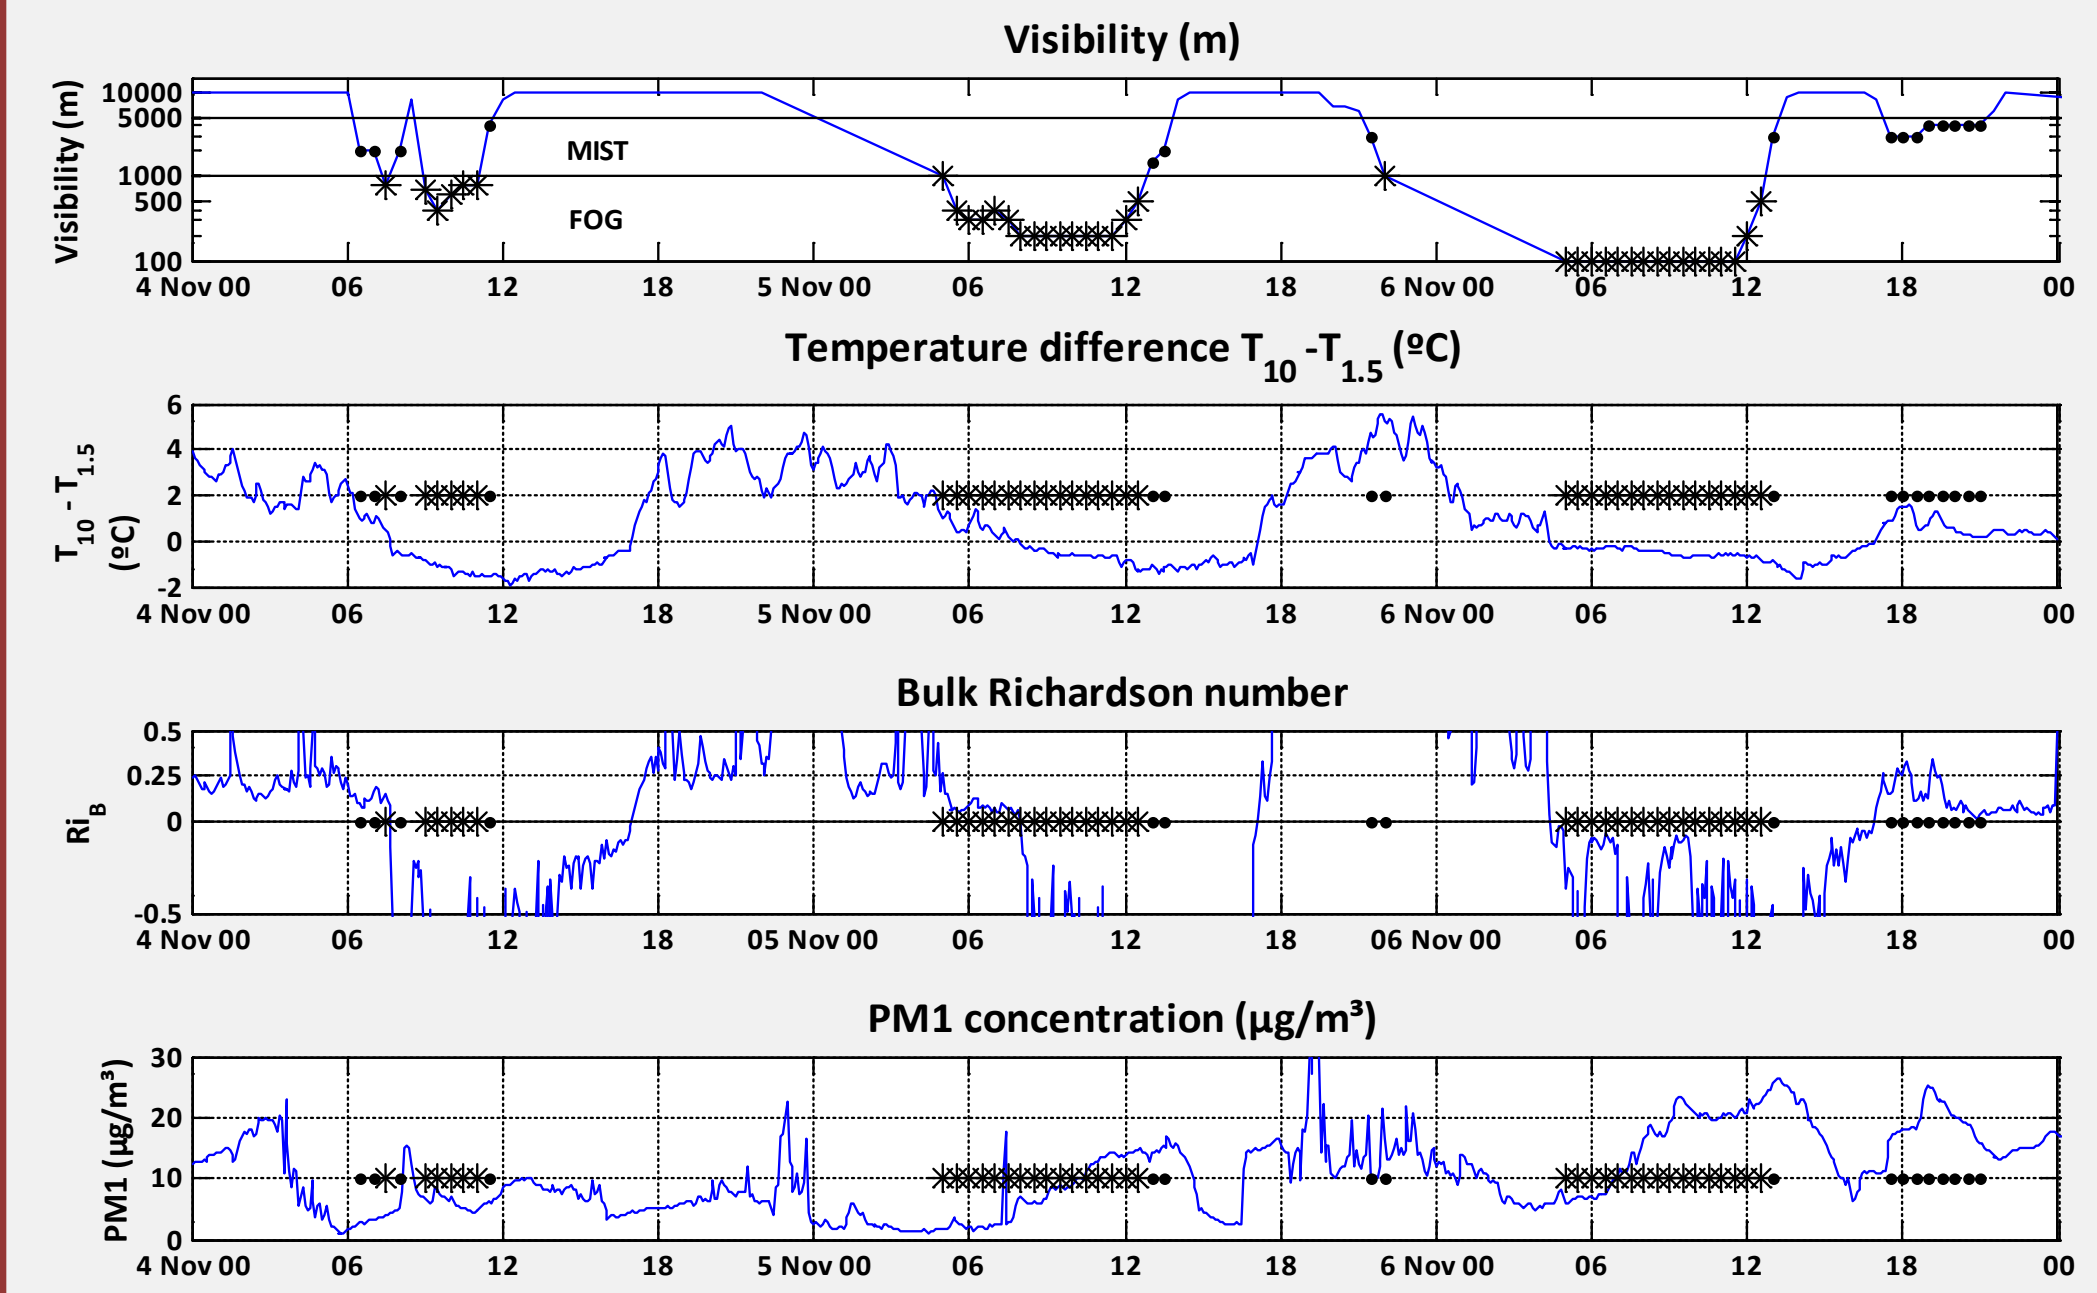 Visibility (m)
Visibility (m)
10000
5000
1000
500
100
MIST
FOG
4 Nov 00 06 12 18 5 Nov 00 06 12 18 6 Nov 00 06 12 18 00
Temperature difference T10 -T1.5 (ºC)
T10 - T1.5
(ºC)
6
4
2
0
-2
4 Nov 00 06 12 18 5 Nov 00 06 12 18 6 Nov 00 06 12 18 00
Bulk Richardson number
RiB
0.5
0.25
0
-0.5
4 Nov 00 06 12 18 05 Nov 00 06 12 18 06 Nov 00 06 12 18 00
PM1 concentration (µg/m³)
PM1 (µg/m³)
30
20
10
0
4 Nov 00 06 12 18 5 Nov 00 06 12 18 6 Nov 00 06 12 18 00